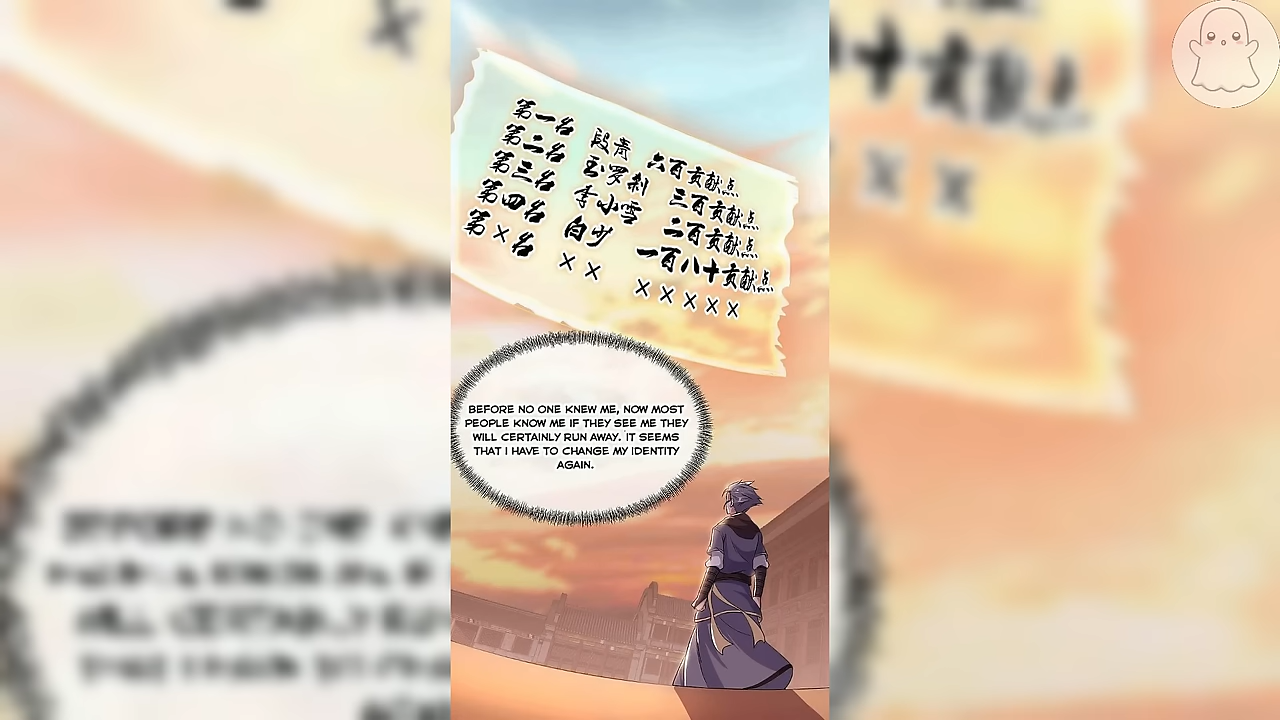 第一名 段青 六百贡献点
第二名 玉罗刹 三百贡献点
第三名 李小雪 二百贡献点
第四名 白少 一百八十贡献点
第×名 ×× ×××××
BEFORE NO ONE KNEW ME, NOW MOST
PEOPLE KNOW ME IF THEY SEE ME THEY
WILL CERTAINLY RUN AWAY. IT SEEMS
THAT I HAVE TO CHANGE MY IDENTITY
AGAIN.